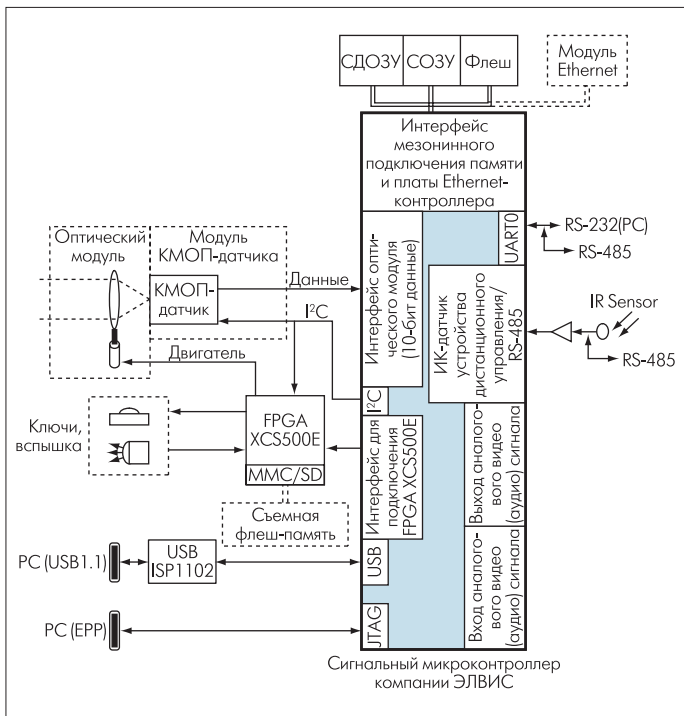 СДОЗУ
СОЗУ
Флеш
Модуль
Ethernet
Интерфейс
мезонинного
подключения памяти
и платы Ethernet-
контроллера
Оптический
модуль
Модуль
КМОП-датчика
КМОП-
датчик
Данные
I²C
Двигатель
Интерфейс опти-
ческого модуля
(10-бит данные)
UART0
RS-232(PC)
RS-485
ИК-датчик
устройства
дистанционного
управления/
RS-485
IR Sensor
RS-485
Ключи,
вспышка
FPGA
XCS500E
MMC/SD
Съемная
флеш-память
I²C
Интерфейс для
подключения
FPGA XCS500E
Выход аналого-
вого видео
(аудио) сигнала
PC (USB1.1)
USB
ISP1102
USB
Вход аналого-
вого видео
(аудио) сигнала
PC (EPP)
JTAG
Сигнальный микроконтроллер
компании ЭЛВИС